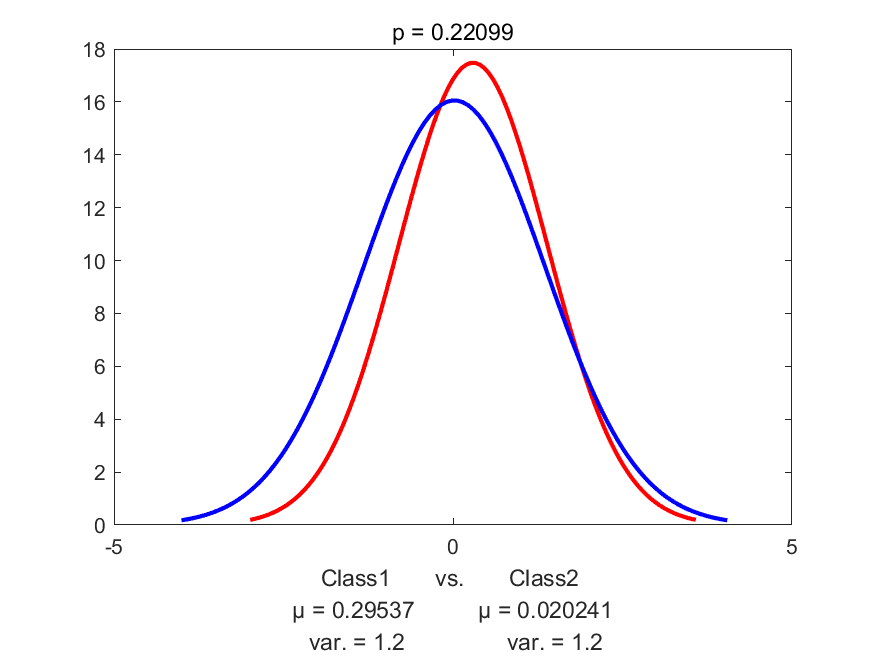 p = 0.22099
18
16
14
12
10
8
6
4
2
0
-5 0 5
Class1 vs. Class2
μ = 0.29537 μ = 0.020241
var. = 1.2 var. = 1.2